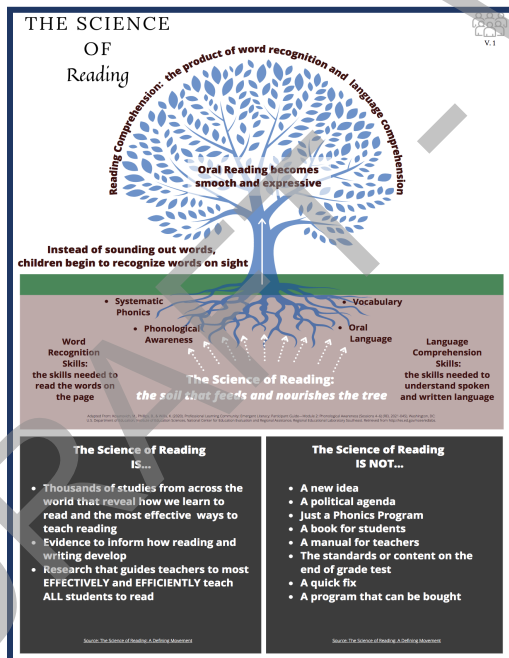 THE SCIENCE
OF
Reading
V. 1
Reading Comprehension: the product of word recognition and language comprehension
Oral Reading becomes
smooth and expressive
Instead of sounding out words,
children begin to recognize words on sight
• Systematic
Phonics
• Phonological
Awareness
• Vocabulary
• Oral
Language
Word
Recognition
Skills:
the skills needed to
read the words on
the page
Language
Comprehension
Skills:
the skills needed to
understand spoken
and written language
The Science of Reading:
the soil that feeds and nourishes the tree
The Science of Reading
IS...
• Thousands of studies from across the
world that reveal how we learn to
read and the most effective ways to
teach reading
• Evidence to inform how reading and
writing develop
• Research that guides teachers to most
EFFECTIVELY and EFFICIENTLY teach
ALL students to read
Source: The Science of Reading: A Defining Movement
The Science of Reading
IS NOT...
• A new idea
• A political agenda
• Just a Phonics Program
• A book for students
• A manual for teachers
• The standards or content on the
end of grade test
• A quick fix
• A program that can be bought
Source: The Science of Reading: A Defining Movement
DRAFT